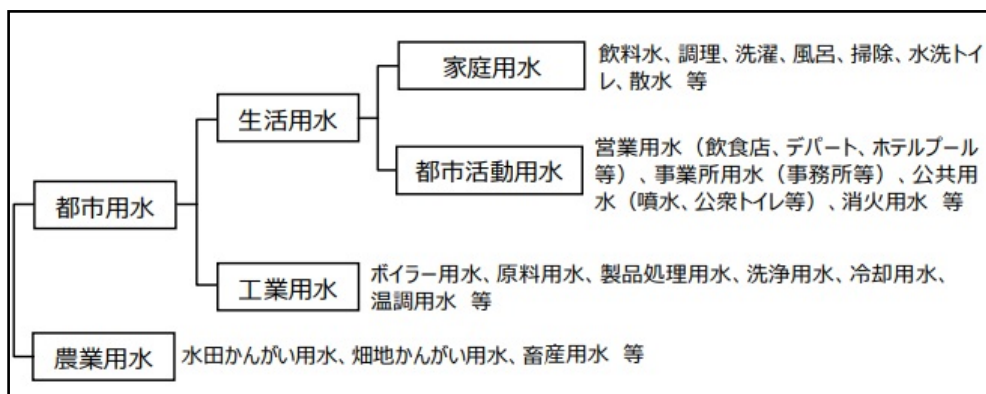 家庭用水
飲料水、調理、洗濯、風呂、掃除、水洗トイ
レ、散水 等
生活用水
都市活動用水
営業用水（飲食店、デパート、ホテルプール
等）、事業所用水（事務所等）、公共用
水（噴水、公衆トイレ等）、消火用水 等
都市用水
工業用水
ボイラー用水、原料用水、製品処理用水、洗浄用水、冷却用水、
温調用水 等
農業用水
水田かんがい用水、畑地かんがい用水、畜産用水 等